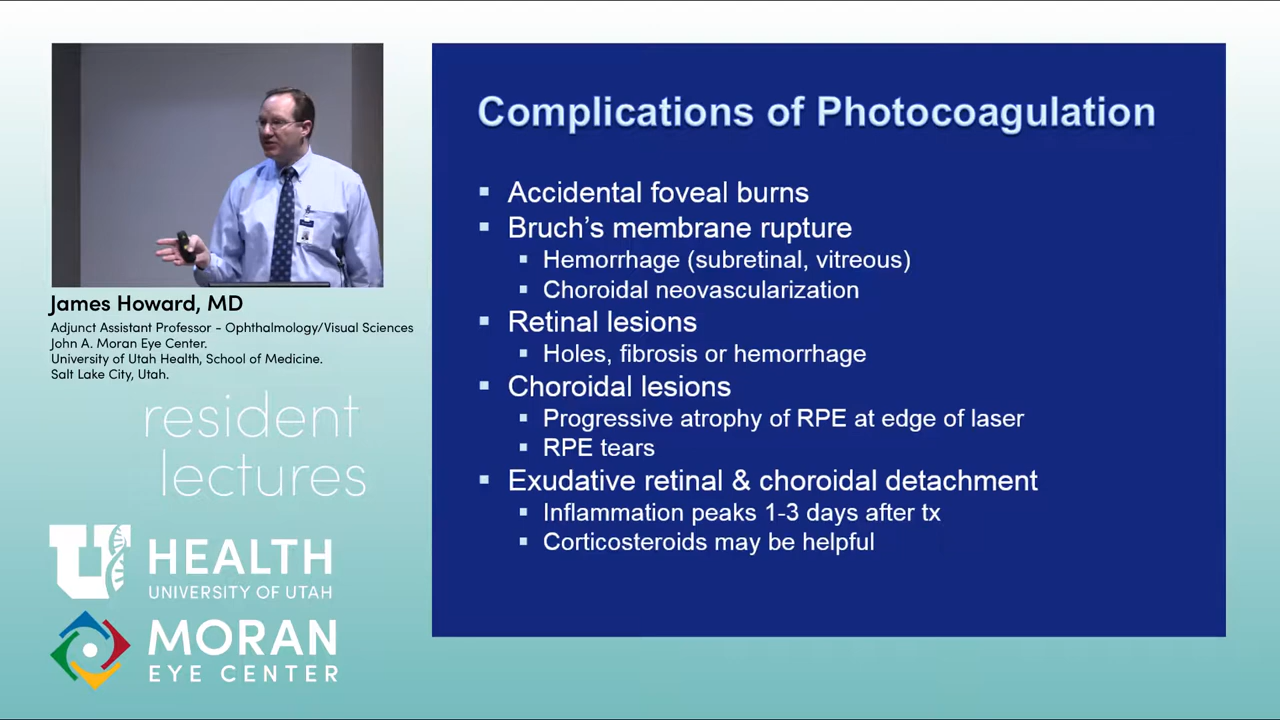 Complications of Photocoagulation
Accidental foveal burns
Bruch's membrane rupture
Hemorrhage (subretinal, vitreous)
Choroidal neovascularization
Retinal lesions
Holes, fibrosis or hemorrhage
Choroidal lesions
Progressive atrophy of RPE at edge of laser
RPE tears
Exudative retinal & choroidal detachment
Inflammation peaks 1-3 days after tx
Corticosteroids may be helpful
James Howard, MD
Adjunct Assistant Professor - Ophthalmology/Visual Sciences
John A. Moran Eye Center.
University of Utah Health, School of Medicine.
Salt Lake City, Utah.
resident
lectures
U HEALTH
UNIVERSITY OF UTAH
MORAN
EYE CENTER